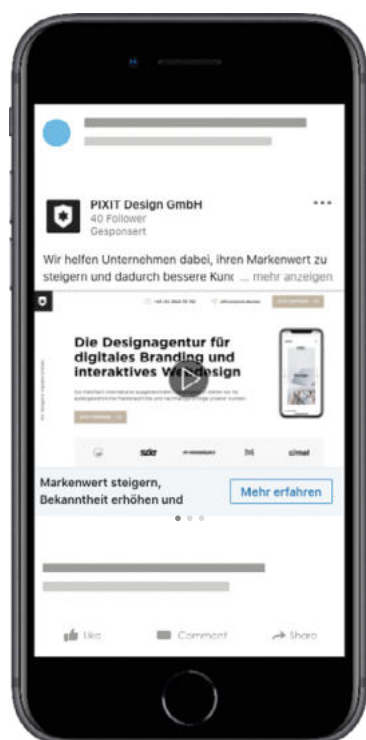 PIXIT Design GmbH
40 Follower
Gesponsert
Wir helfen Unternehmen dabei, ihren Markenwert zu
steigern und dadurch bessere Kund ... mehr anzeigen
Die Designagentur für
digitales Branding und
interaktives Webdesign
Markenwert steigern,
Bekanntheit erhöhen und
Mehr erfahren
Like Comment Share